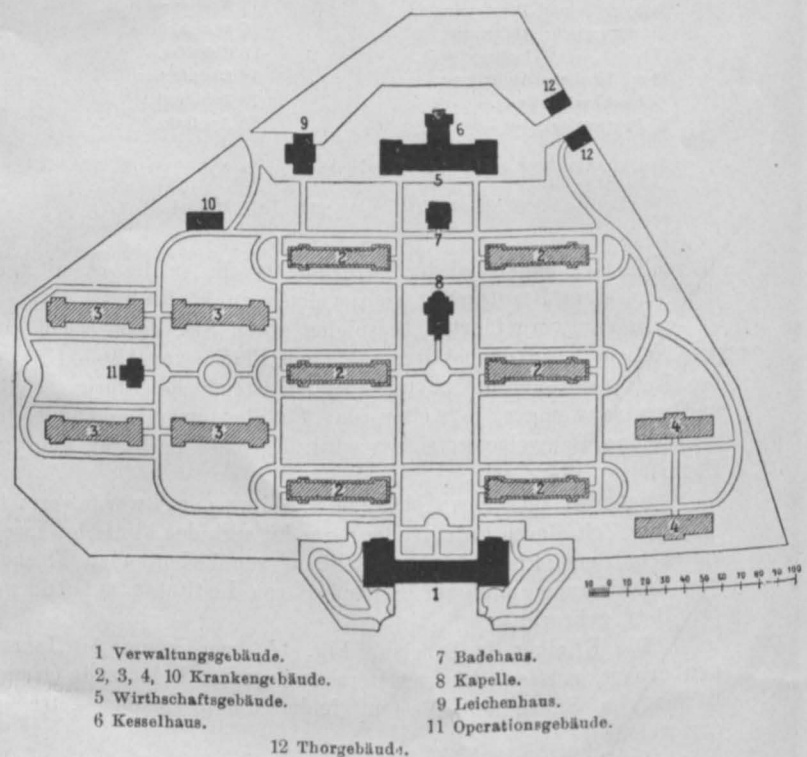 12
9
6
12
5
10
7
2
2
8
3
3
11
2
2
3
3
4
2
2
4
1
10 0 10 20 30 40 50 60 70 80 90 100
1 Verwaltungsgebäude.
2, 3, 4, 10 Krankengebäude.
5 Wirthschaftsgebäude.
6 Kesselhaus.
7 Badehaus.
8 Kapelle.
9 Leichenhaus.
11 Operationsgebäude.
12 Thorgebäude.